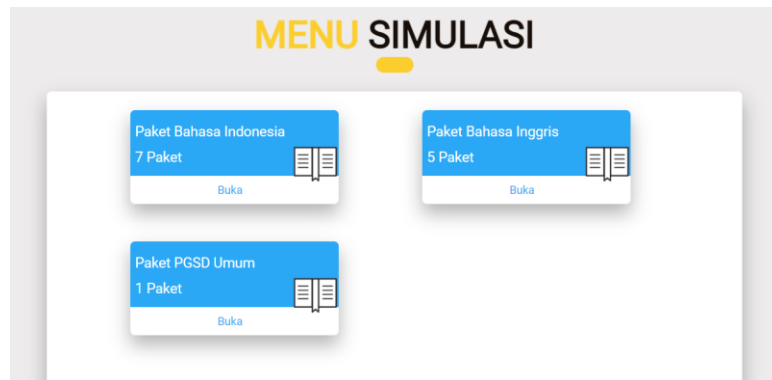 MENU SIMULASI
Paket Bahasa Indonesia
7 Paket
Buka
Paket Bahasa Inggris
5 Paket
Buka
Paket PGSD Umum
1 Paket
Buka